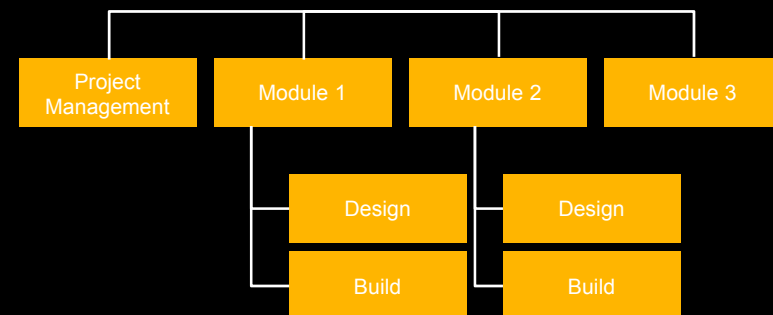 Project
Management
Module 1
Module 2
Module 3
Design
Design
Build
Build